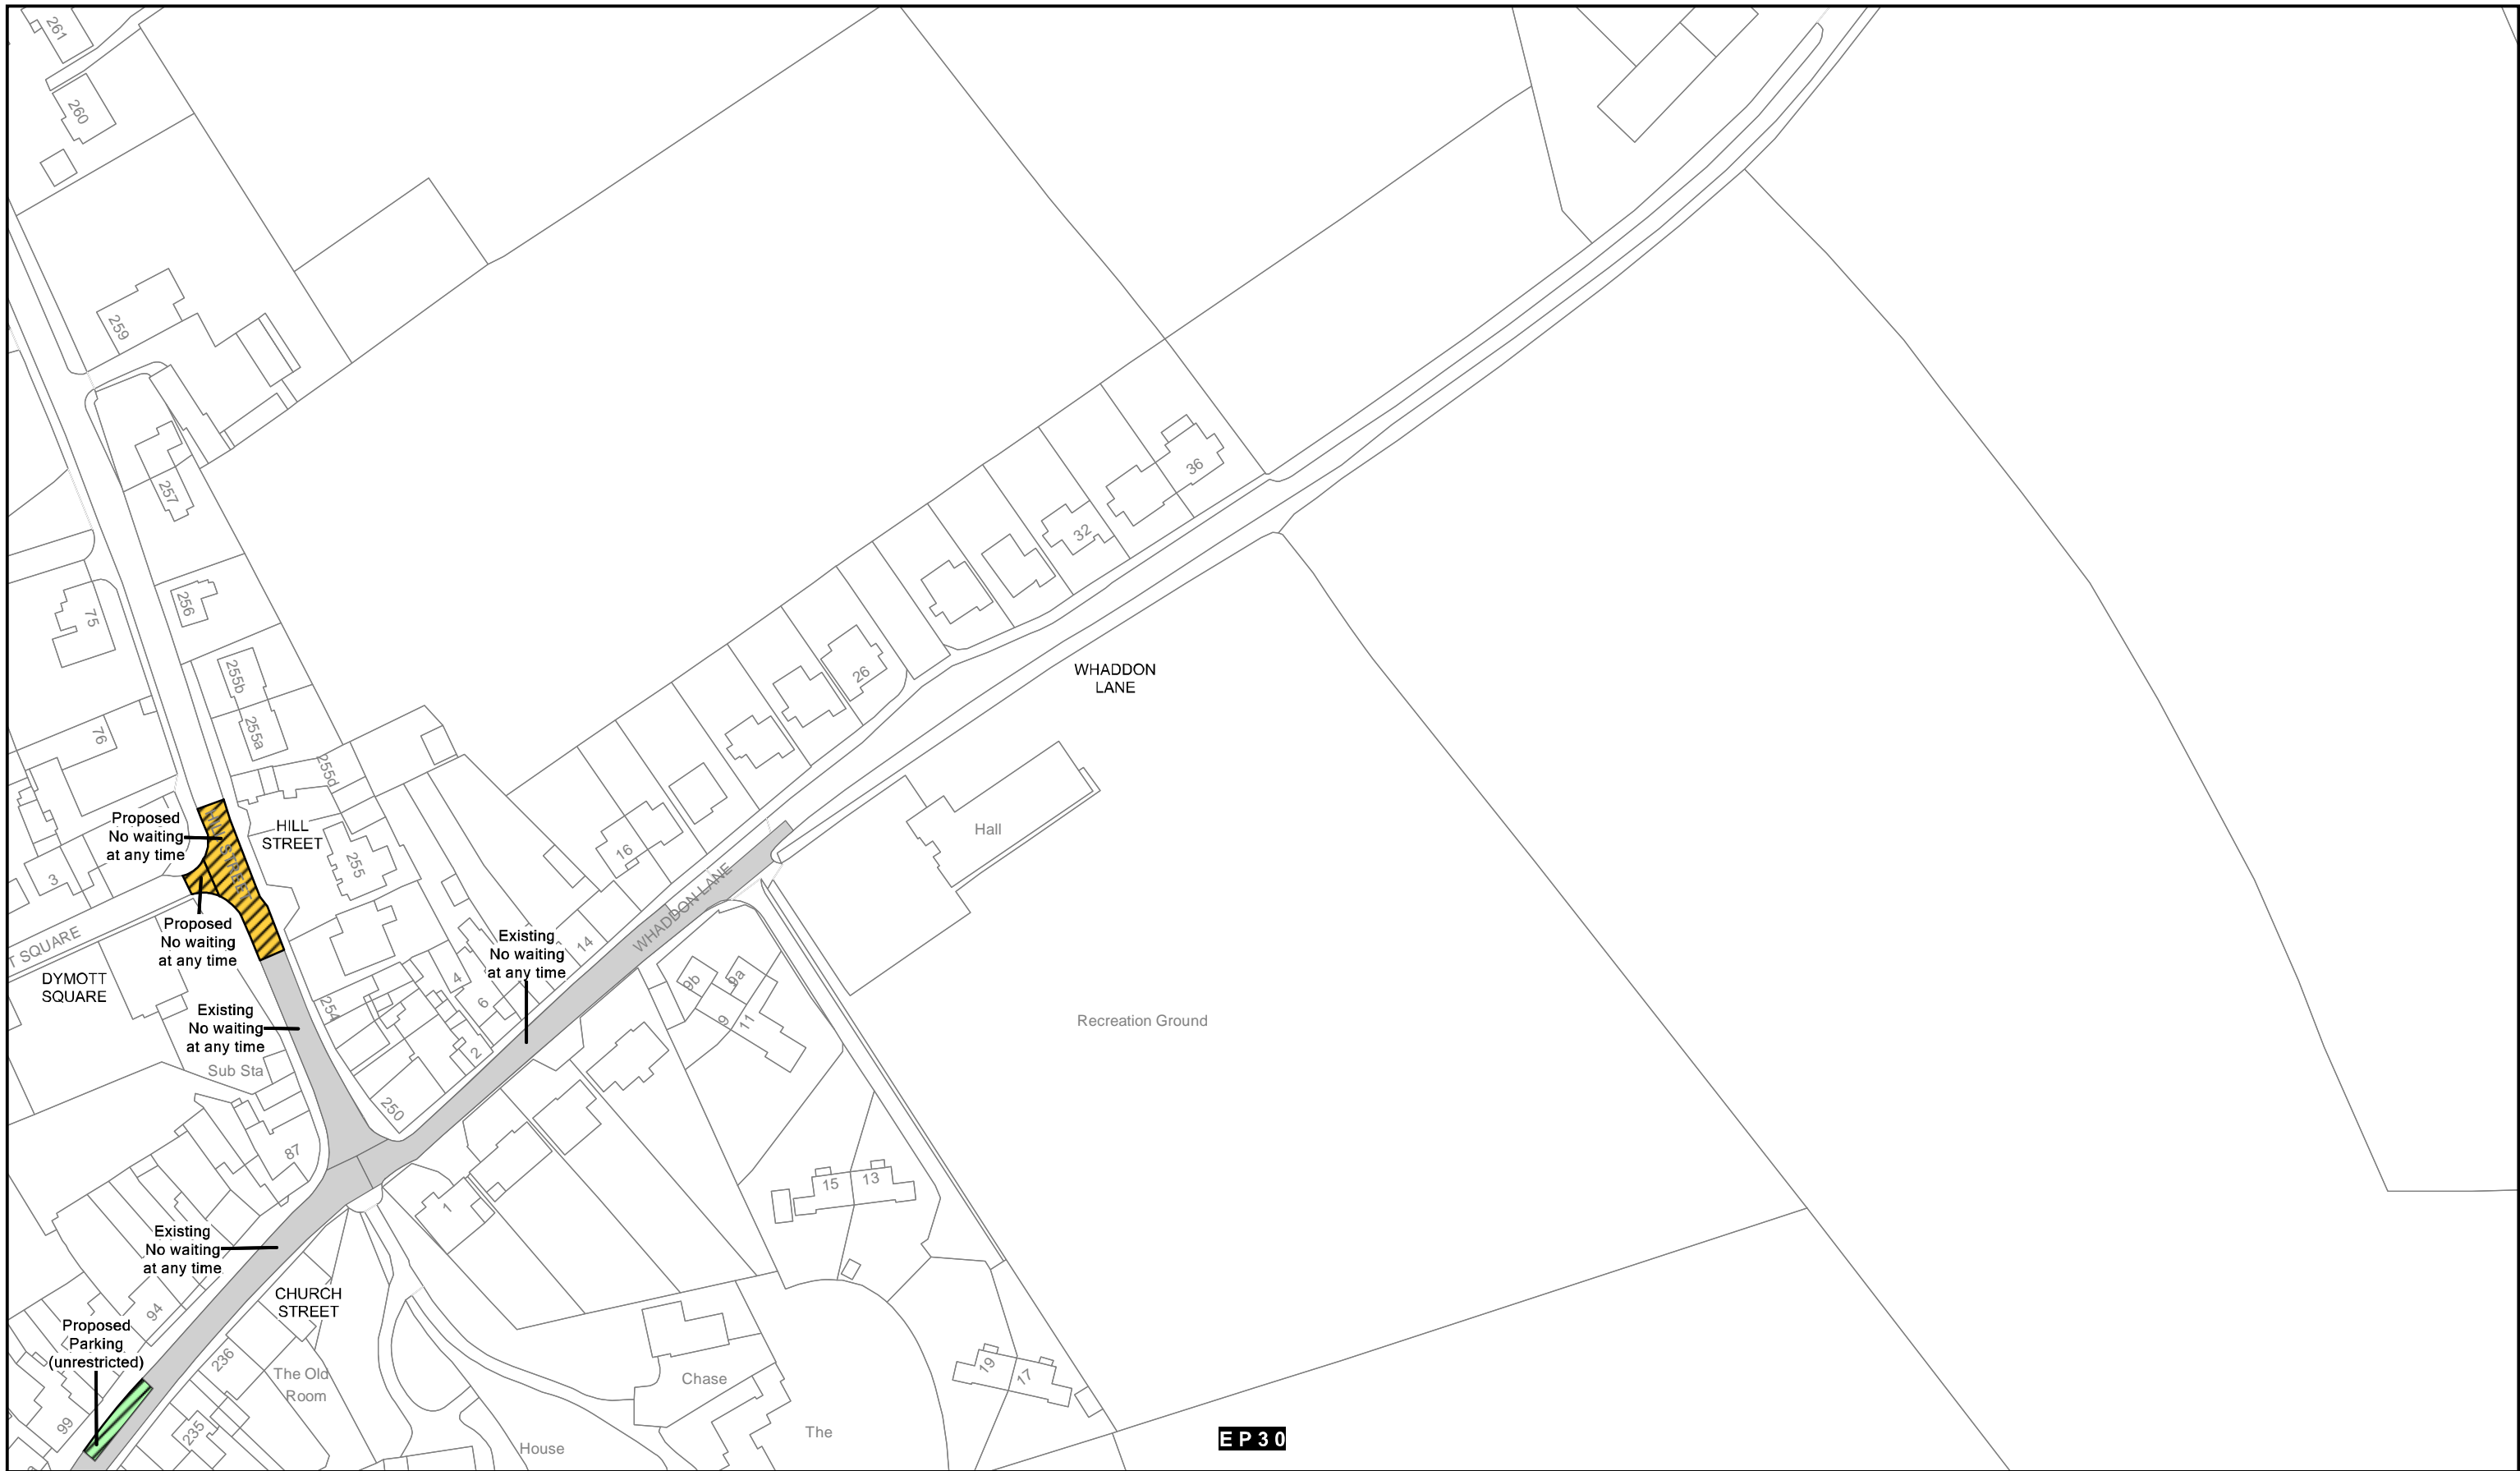 261
260
259
257
256
75
255b
255a
76
255d
36
32
26
WHADDON
LANE
Proposed
No waiting
at any time
HILL
STREET
HILL STREET
3
255
16
Hall
WHADDON LANE
Proposed
No waiting
at any time
T SQUARE
DYMOTT
SQUARE
Existing
No waiting
at any time
14
4
6
2
9b
9a
9
11
254
Existing
No waiting
at any time
Sub Sta
Recreation Ground
250
87
1
15
13
Existing
No waiting
at any time
CHURCH
STREET
94
Proposed
Parking
(unrestricted)
236
The Old
Room
99
235
House
Chase
The
19
17
EP30